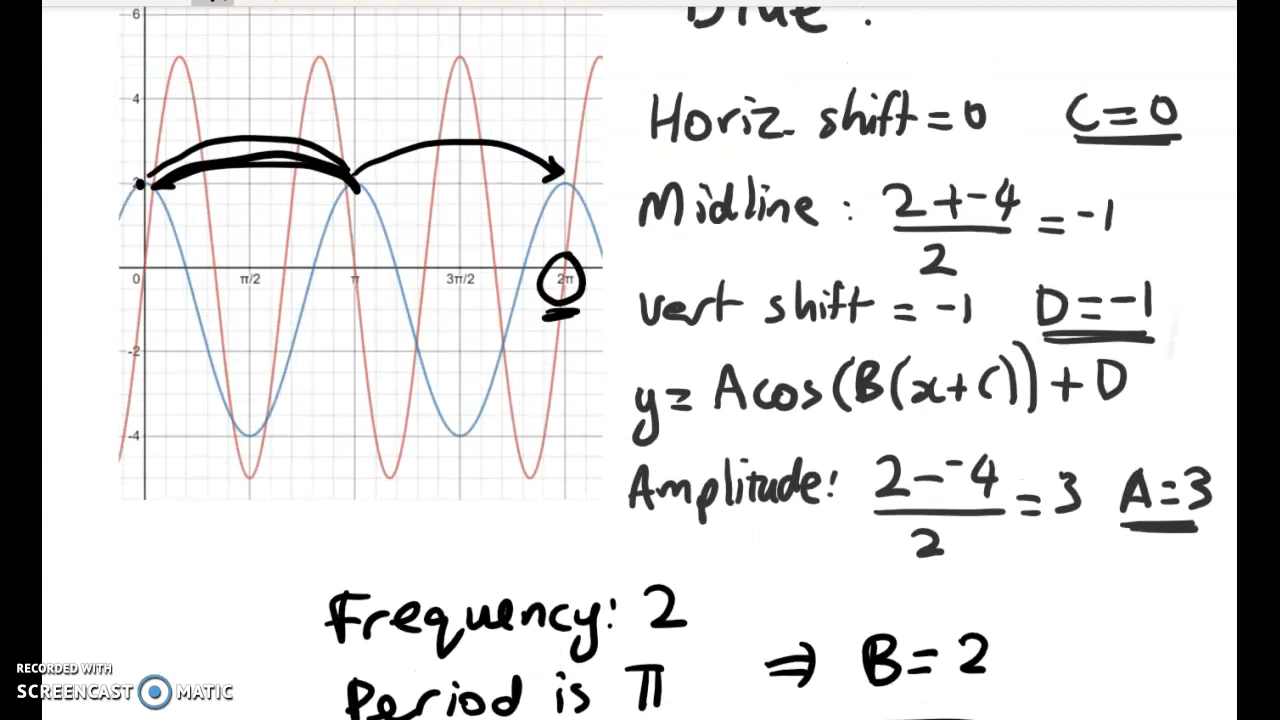 Blue :
6
4
2
0
π/2
π
3π/2
2π
-2
-4
Horiz shift = 0 C = 0
Midline : 2 + -4 / 2 = -1
vert shift = -1 D = -1
y = A cos (B(x + C)) + D
Amplitude: 2 - -4 / 2 = 3 A = 3
Frequency: 2
Period is π ⇒ B = 2
RECORDED WITH
SCREENCAST MATIC